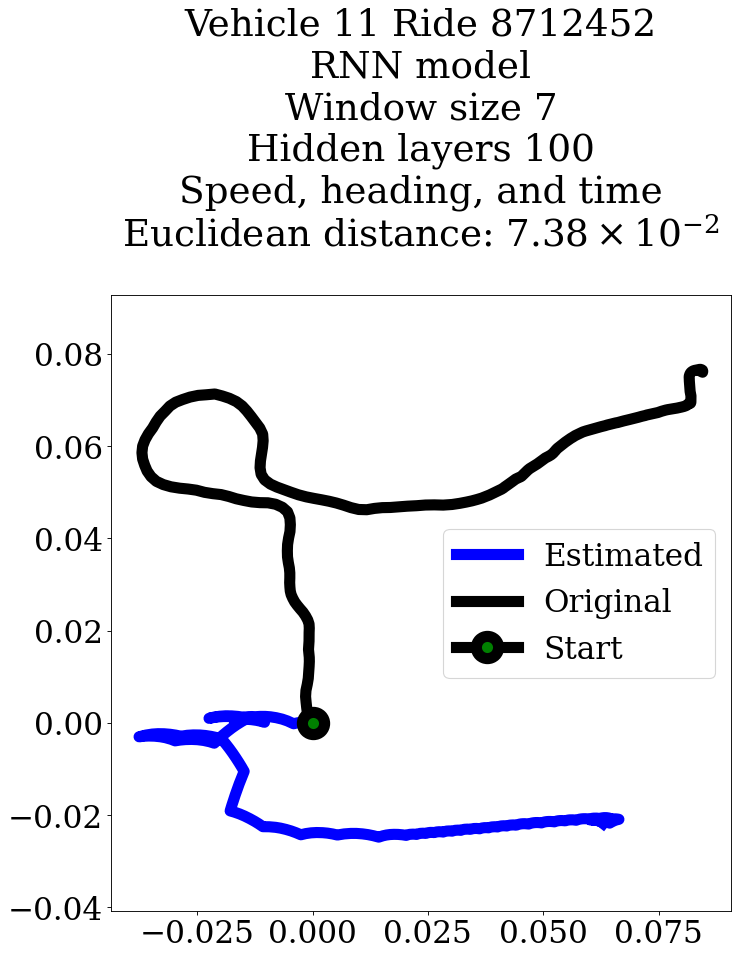 Vehicle 11 Ride 8712452
RNN model
Window size 7
Hidden layers 100
Speed, heading, and time
Euclidean distance: 7.38 × 10⁻²
0.08
0.06
0.04
0.02
0.00
−0.02
−0.04
Estimated
Original
Start
−0.025 0.000 0.025 0.050 0.075